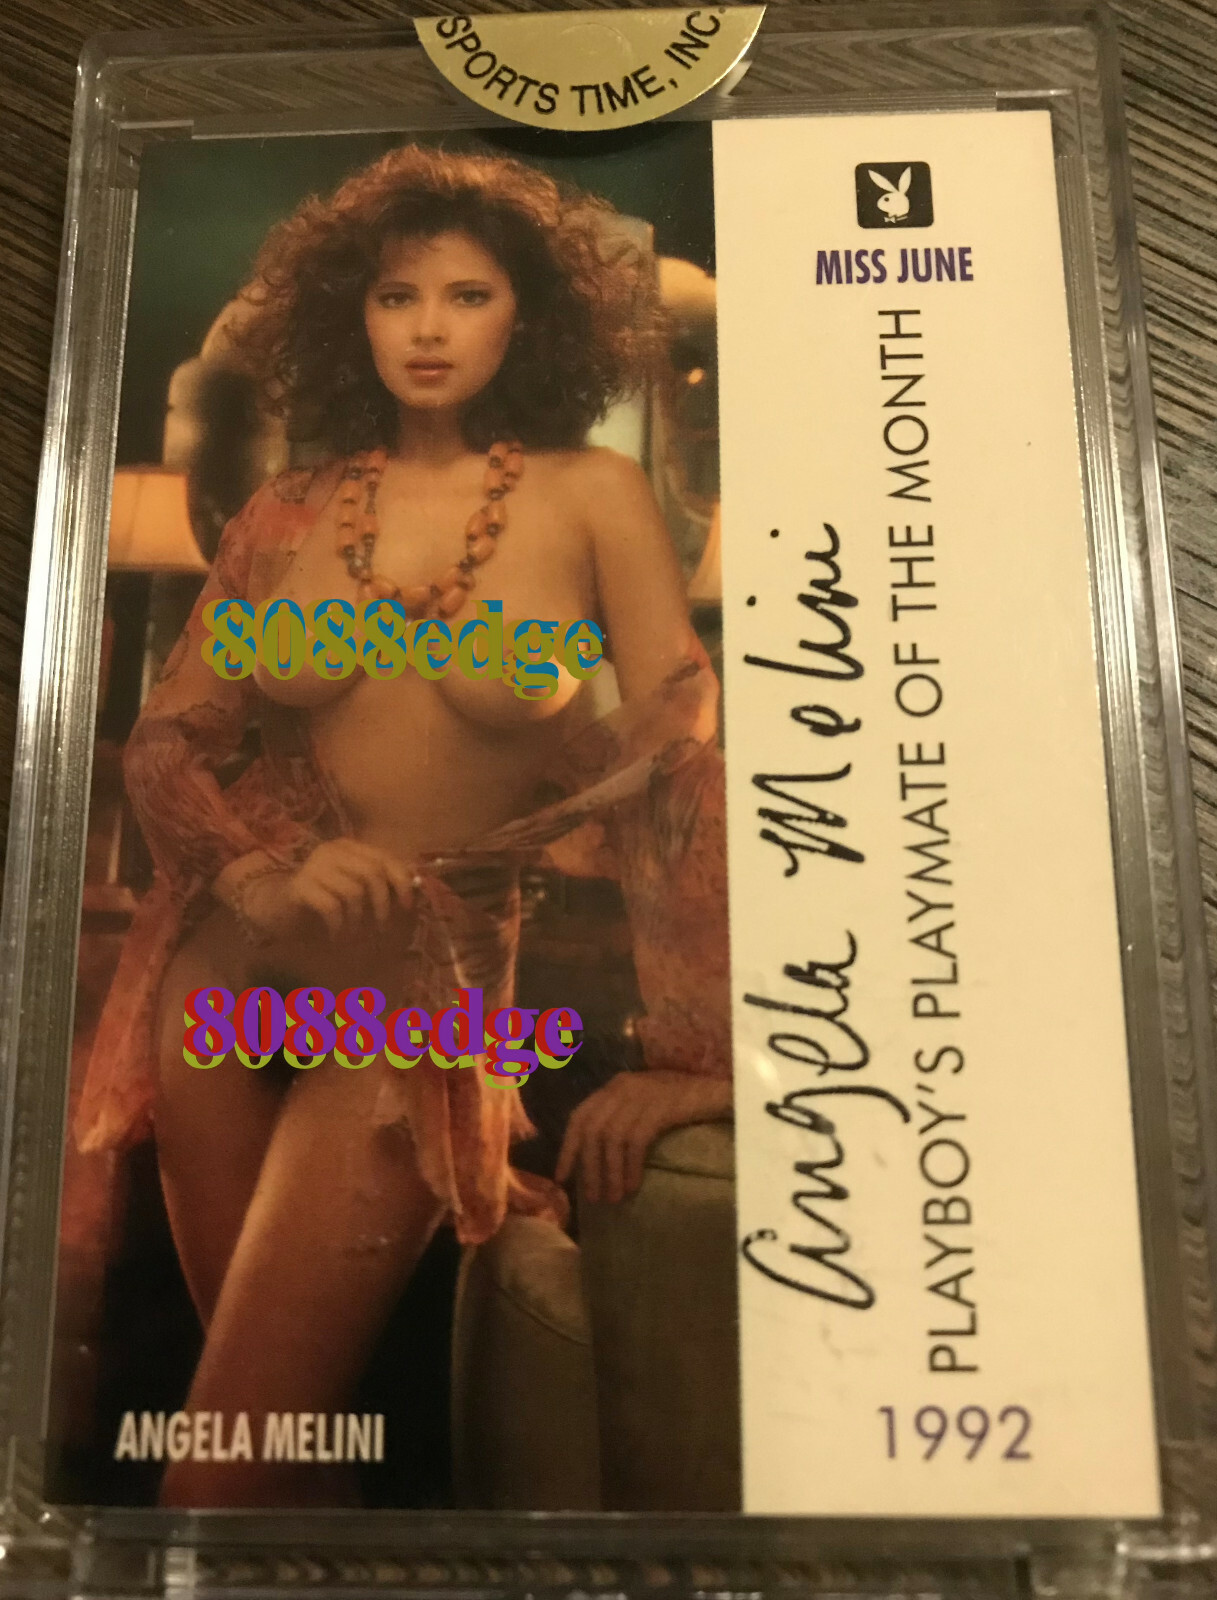 SPORTS TIME, INC.
MISS JUNE
PLAYBOY'S PLAYMATE OF THE MONTH
Angela Melini
8088edge
8088edge
ANGELA MELINI
1992